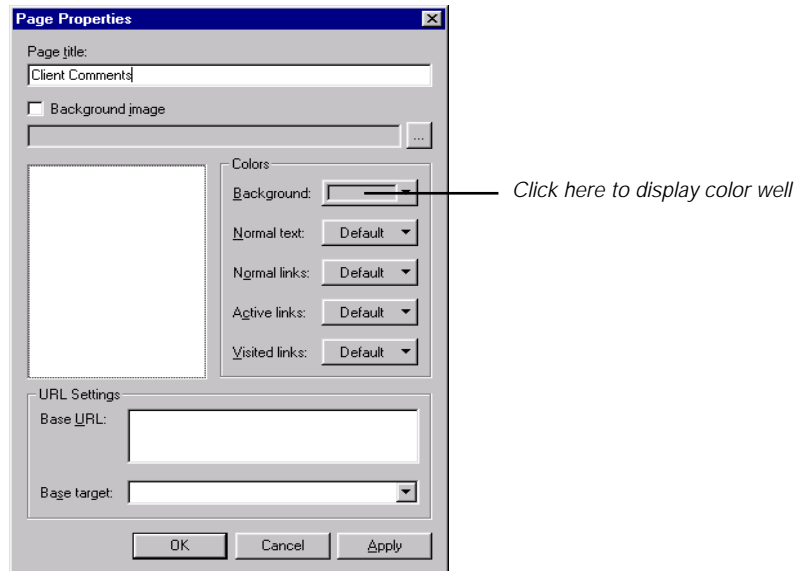 Page Properties
Page title:
Client Comments
Background image
...
Colors
Background:
Click here to display color well
Normal text: Default
Normal links: Default
Active links: Default
Visited links: Default
URL Settings
Base URL:
Base target:
OK Cancel Apply